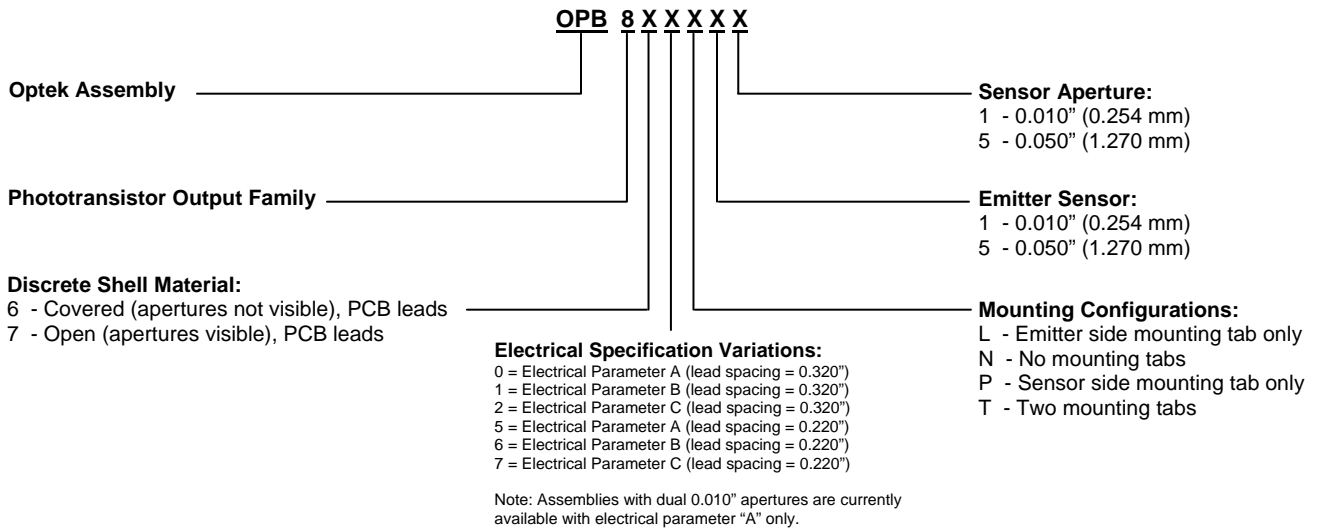 OPB 8 X X X X X
Optek Assembly
Phototransistor Output Family
Discrete Shell Material:
6 - Covered (apertures not visible), PCB leads
7 - Open (apertures visible), PCB leads
Electrical Specification Variations:
0 = Electrical Parameter A (lead spacing = 0.320”)
1 = Electrical Parameter B (lead spacing = 0.320”)
2 = Electrical Parameter C (lead spacing = 0.320”)
5 = Electrical Parameter A (lead spacing = 0.220”)
6 = Electrical Parameter B (lead spacing = 0.220”)
7 = Electrical Parameter C (lead spacing = 0.220”)
Note: Assemblies with dual 0.010” apertures are currently
available with electrical parameter “A” only.
Sensor Aperture:
1 - 0.010” (0.254 mm)
5 - 0.050” (1.270 mm)
Emitter Sensor:
1 - 0.010” (0.254 mm)
5 - 0.050” (1.270 mm)
Mounting Configurations:
L - Emitter side mounting tab only
N - No mounting tabs
P - Sensor side mounting tab only
T - Two mounting tabs